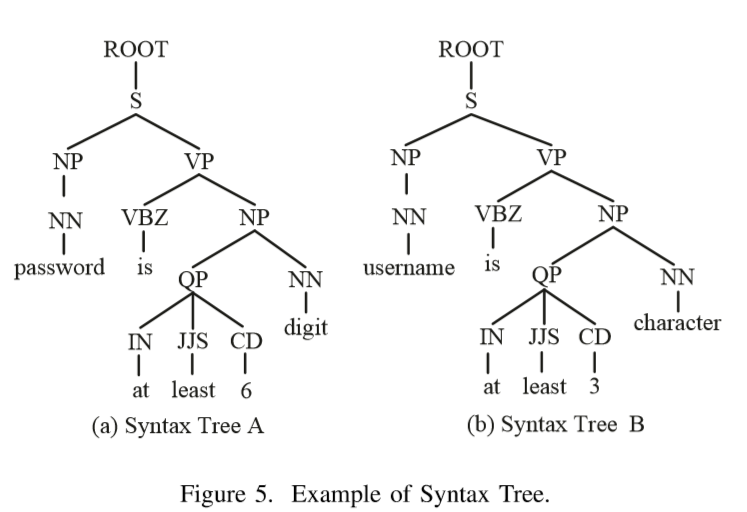 ROOT ROOT
S S
NP VP NP VP
NN VBZ NP NN VBZ NP
password is QP NN username is QP NN
digit character
IN JJS CD IN JJS CD
at least 6 at least 3
(a) Syntax Tree A (b) Syntax Tree B
Figure 5. Example of Syntax Tree.